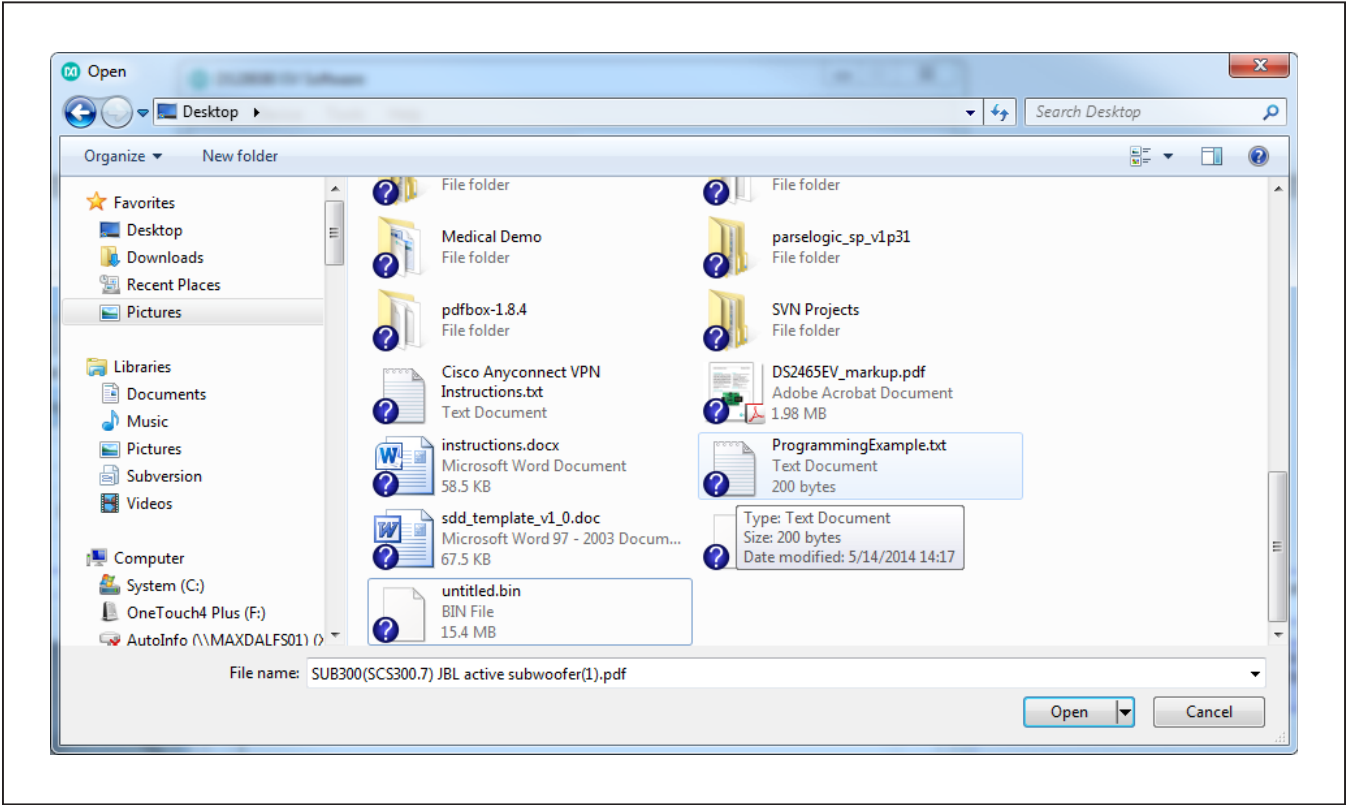 Open
Desktop
Search Desktop
Organize
New folder
Favorites
Desktop
Downloads
Recent Places
Pictures
Libraries
Documents
Music
Pictures
Subversion
Videos
Computer
System (C:)
OneTouch4 Plus (F:)
AutoInfo (\\MAXDALFS01) (
File folder
File folder
Medical Demo
File folder
parselogic_sp_v1p31
File folder
pdfbox-1.8.4
File folder
SVN Projects
File folder
Cisco Anyconnect VPN
Instructions.txt
Text Document
DS2465EV_markup.pdf
Adobe Acrobat Document
1.98 MB
instructions.docx
Microsoft Word Document
58.5 KB
ProgrammingExample.txt
Text Document
200 bytes
sdd_template_v1_0.doc
Microsoft Word 97 - 2003 Docum...
67.5 KB
Type: Text Document
Size: 200 bytes
Date modified: 5/14/2014 14:17
untitled.bin
BIN File
15.4 MB
File name: SUB300(SCS300.7) JBL active subwoofer(1).pdf
Open
Cancel